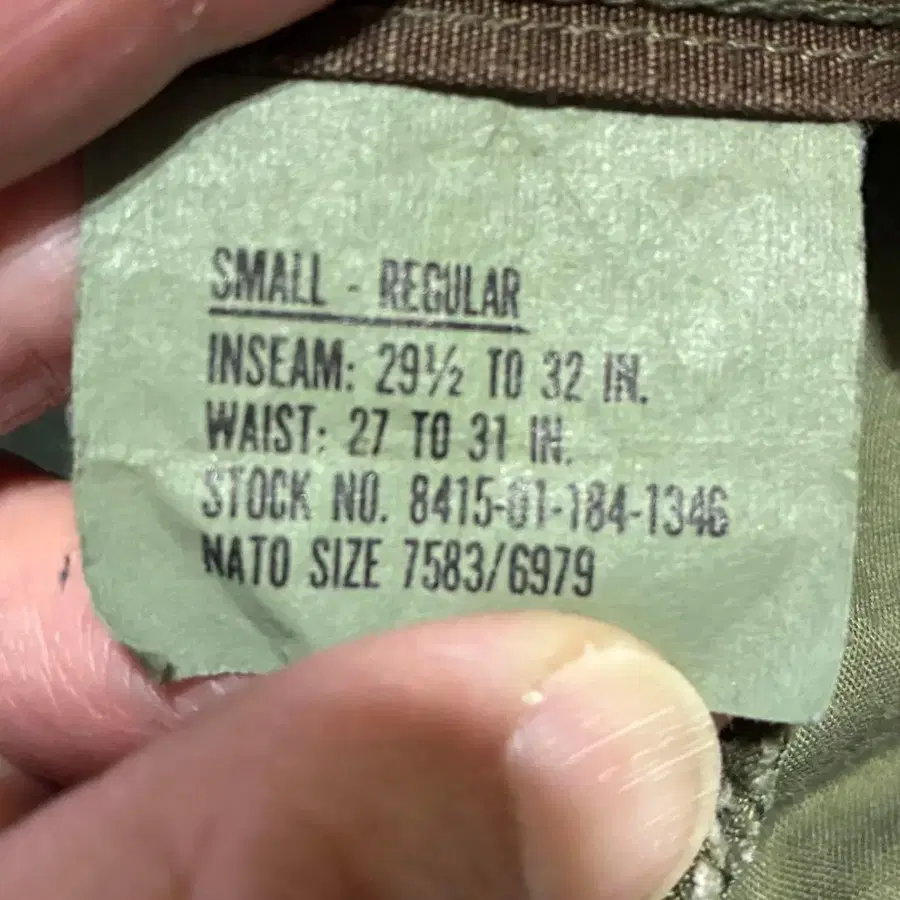 SMALL - REGULAR
INSEAM: 29½ TO 32 IN.
WAIST: 27 TO 31 IN.
STOCK NO. 8415-01-184-1346
NATO SIZE 7583/6979